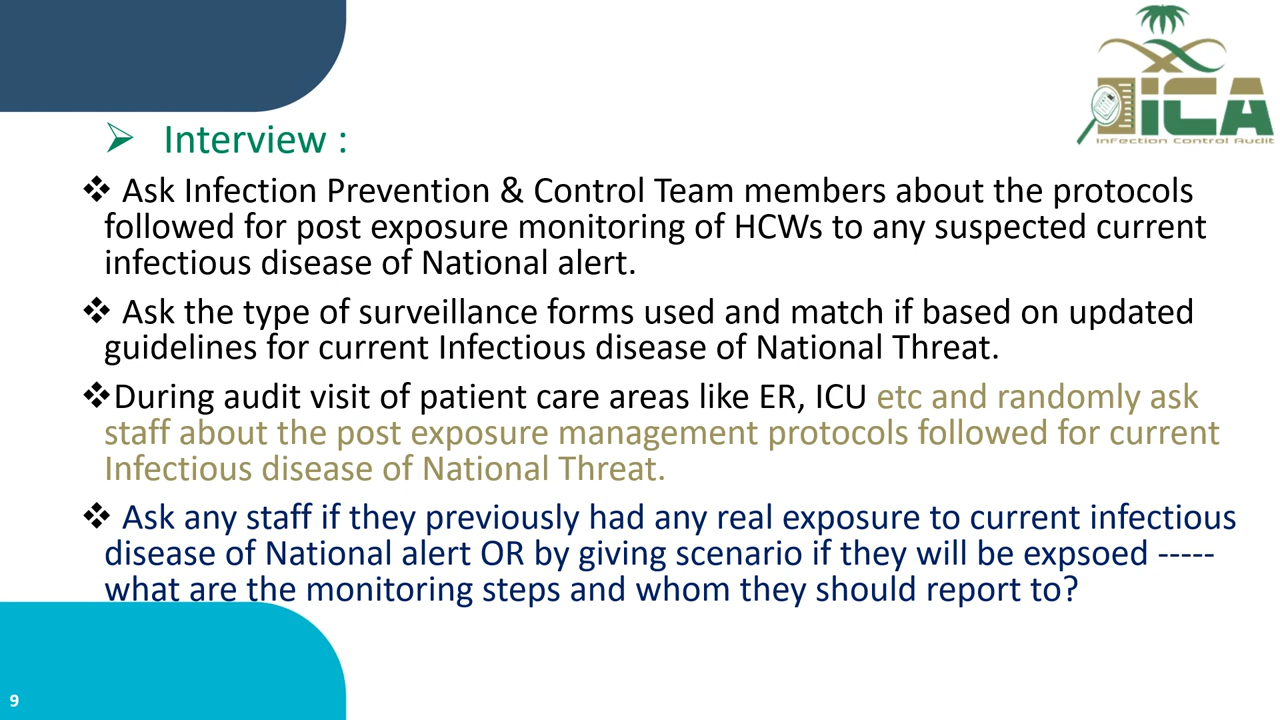 iCA
Infection Control Audit
Interview :
Ask Infection Prevention & Control Team members about the protocols
followed for post exposure monitoring of HCWs to any suspected current
infectious disease of National alert.
Ask the type of surveillance forms used and match if based on updated
guidelines for current Infectious disease of National Threat.
During audit visit of patient care areas like ER, ICU etc and randomly ask
staff about the post exposure management protocols followed for current
Infectious disease of National Threat.
Ask any staff if they previously had any real exposure to current infectious
disease of National alert OR by giving scenario if they will be expsoed -----
what are the monitoring steps and whom they should report to?
9